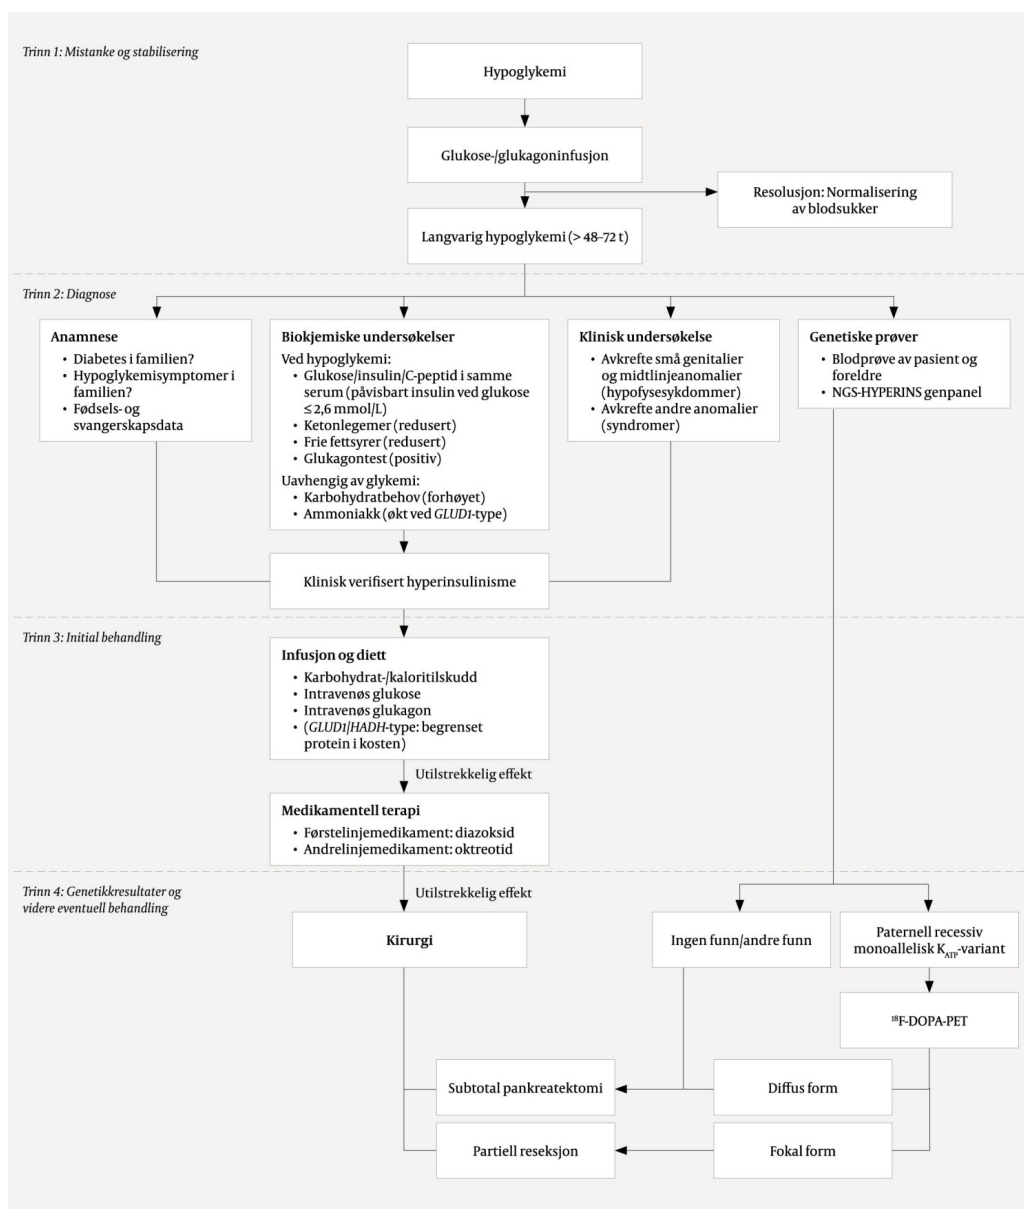 Trinn 1: Mistanke og stabilisering
Hypoglykemi
Glukose-/glukagoninfusjon
Resolusjon: Normalisering
av blodsukker
Langvarig hypoglykemi (> 48–72 t)
Trinn 2: Diagnose
Anamnese
• Diabetes i familien?
• Hypoglykemisymptomer i
familien?
• Fødsels- og
svangerskapsdata
Biokjemiske undersøkelser
Ved hypoglykemi:
• Glukose/insulin/C-peptid i samme
serum (påvisbart insulin ved glukose
≤ 2,6 mmol/L)
• Ketonlegemer (redusert)
• Frie fettsyrer (redusert)
• Glukagontest (positiv)
Uavhengig av glykemi:
• Karbohydratbehov (forhøyet)
• Ammoniakk (økt ved GLUD1-type)
Klinisk undersøkelse
• Avkrefte små genitalier
og midtlinjeanomalier
(hypofysesykdommer)
• Avkrefte andre anomalier
(syndromer)
Genetiske prøver
• Blodprøve av pasient og
foreldre
• NGS-HYPERINS genpanel
Klinisk verifisert hyperinsulinisme
Trinn 3: Initial behandling
Infusjon og diett
• Karbohydrat-/kaloritilskudd
• Intravenøs glukose
• Intravenøs glukagon
• (GLUD1/HADH-type: begrenset
protein i kosten)
Utilstrekkelig effekt
Medikamentell terapi
• Førstelinjemedikament: diazoksid
• Andrelinjemedikament: oktreotid
Trinn 4: Genetikkresultater og
videre eventuell behandling
Utilstrekkelig effekt
Kirurgi
Ingen funn/andre funn
Paternell recessiv
monoallelisk KATP-variant
¹⁸F-DOPA-PET
Subtotal pankreatektomi
Diffus form
Partiell reseksjon
Fokal form